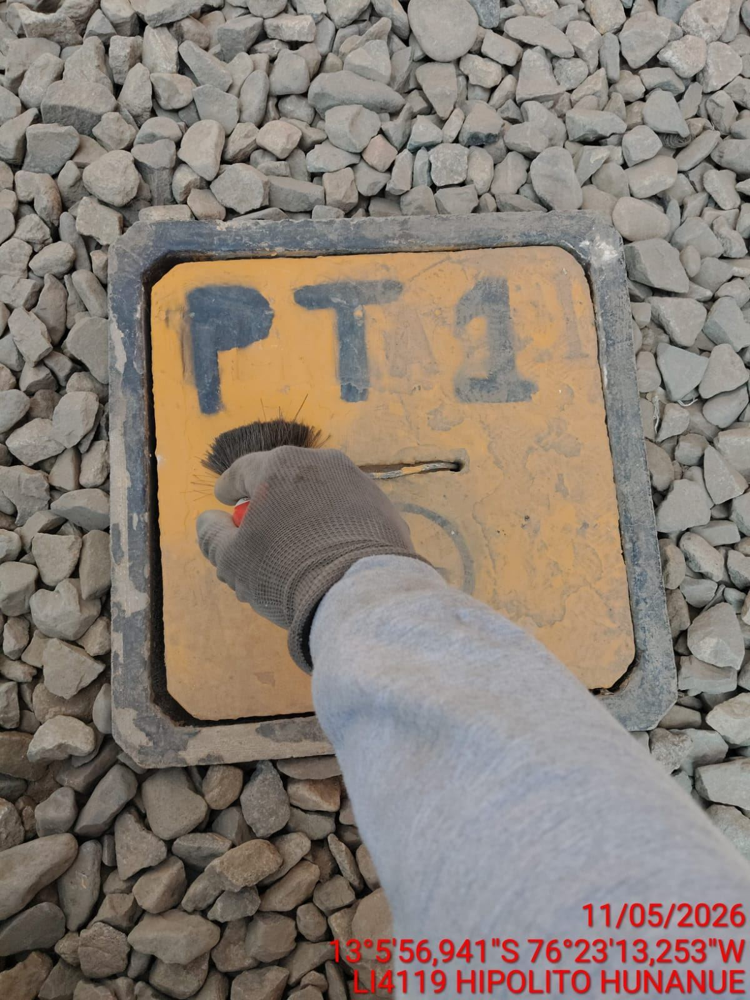 PT1
11/05/2026
13°5'56,941"S 76°23'13,253"W
LI4119 HIPOLITO HUNANUE